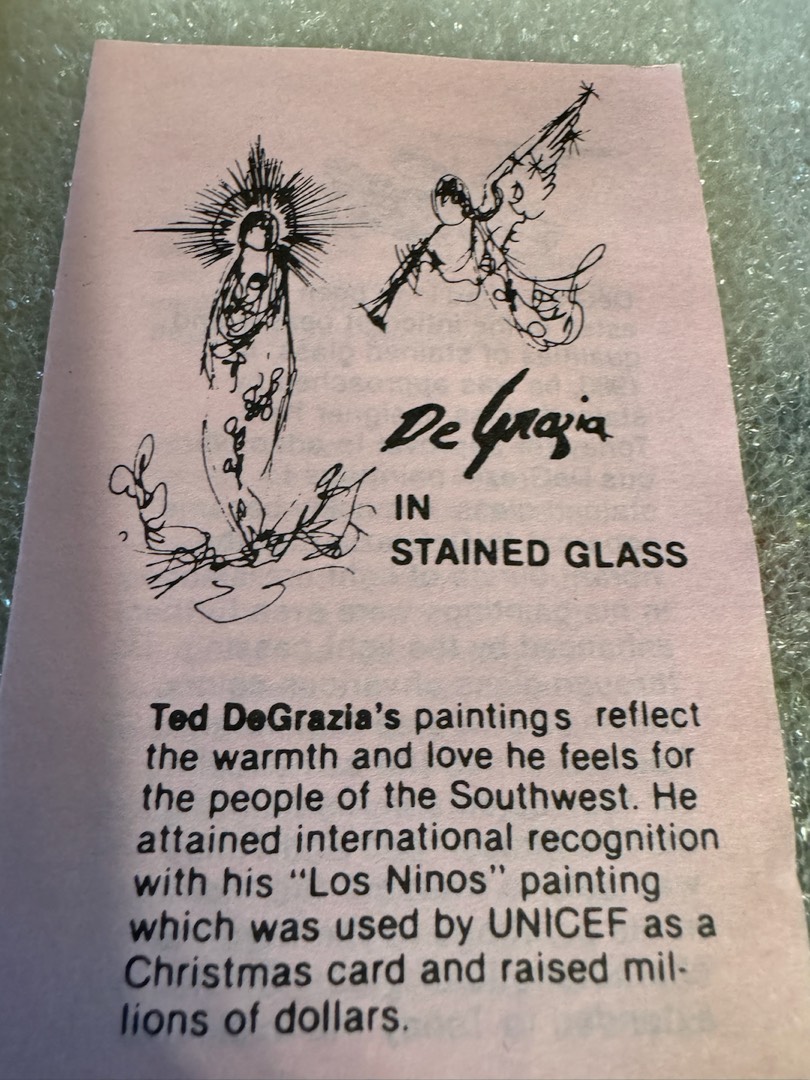 De Grazia
IN
STAINED GLASS
Ted DeGrazia's paintings reflect
the warmth and love he feels for
the people of the Southwest. He
attained international recognition
with his “Los Ninos” painting
which was used by UNICEF as a
Christmas card and raised mil-
lions of dollars.